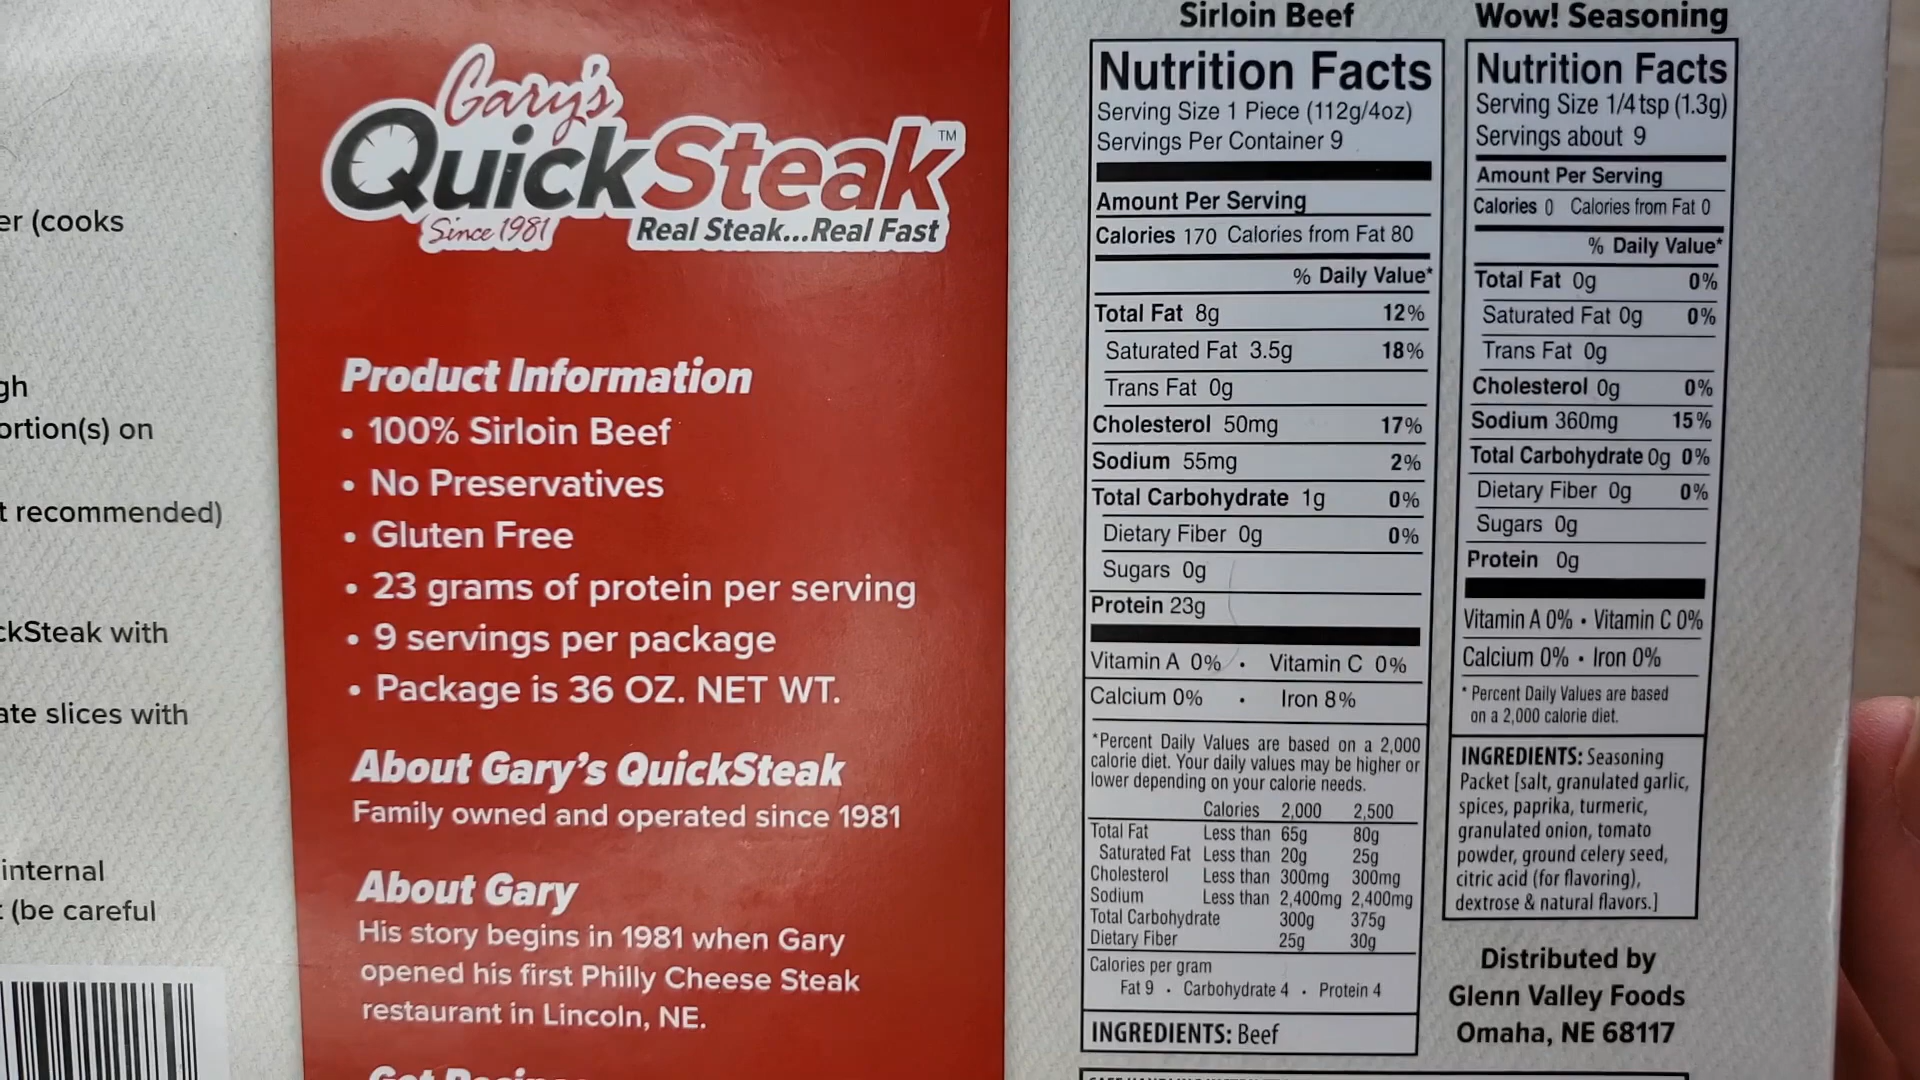 er (cooks
gh
ortion(s) on
t recommended)
ckSteak with
ate slices with
internal
(be careful
Gary's
QuickSteak™
Since 1981
Real Steak...Real Fast
Product Information
• 100% Sirloin Beef
• No Preservatives
• Gluten Free
• 23 grams of protein per serving
• 9 servings per package
• Package is 36 OZ. NET WT.
About Gary's QuickSteak
Family owned and operated since 1981
About Gary
His story begins in 1981 when Gary
opened his first Philly Cheese Steak
restaurant in Lincoln, NE.
Sirloin Beef
Nutrition Facts
Serving Size 1 Piece (112g/4oz)
Servings Per Container 9
Amount Per Serving
Calories 170 Calories from Fat 80
% Daily Value*
Total Fat 8g 12%
Saturated Fat 3.5g 18%
Trans Fat 0g
Cholesterol 50mg 17%
Sodium 55mg 2%
Total Carbohydrate 1g 0%
Dietary Fiber 0g 0%
Sugars 0g
Protein 23g
Vitamin A 0% • Vitamin C 0%
Calcium 0% • Iron 8%
*Percent Daily Values are based on a 2,000
calorie diet. Your daily values may be higher or
lower depending on your calorie needs.
Calories 2,000 2,500
Total Fat Less than 65g 80g
Saturated Fat Less than 20g 25g
Cholesterol Less than 300mg 300mg
Sodium Less than 2,400mg 2,400mg
Total Carbohydrate 300g 375g
Dietary Fiber 25g 30g
Calories per gram
Fat 9 • Carbohydrate 4 • Protein 4
INGREDIENTS: Beef
Wow! Seasoning
Nutrition Facts
Serving Size 1/4 tsp (1.3g)
Servings about 9
Amount Per Serving
Calories 0 Calories from Fat 0
% Daily Value*
Total Fat 0g 0%
Saturated Fat 0g 0%
Trans Fat 0g
Cholesterol 0g 0%
Sodium 360mg 15%
Total Carbohydrate 0g 0%
Dietary Fiber 0g 0%
Sugars 0g
Protein 0g
Vitamin A 0% • Vitamin C 0%
Calcium 0% • Iron 0%
* Percent Daily Values are based
on a 2,000 calorie diet.
INGREDIENTS: Seasoning
Packet [salt, granulated garlic,
spices, paprika, turmeric,
granulated onion, tomato
powder, ground celery seed,
citric acid (for flavoring),
dextrose & natural flavors.]
Distributed by
Glenn Valley Foods
Omaha, NE 68117